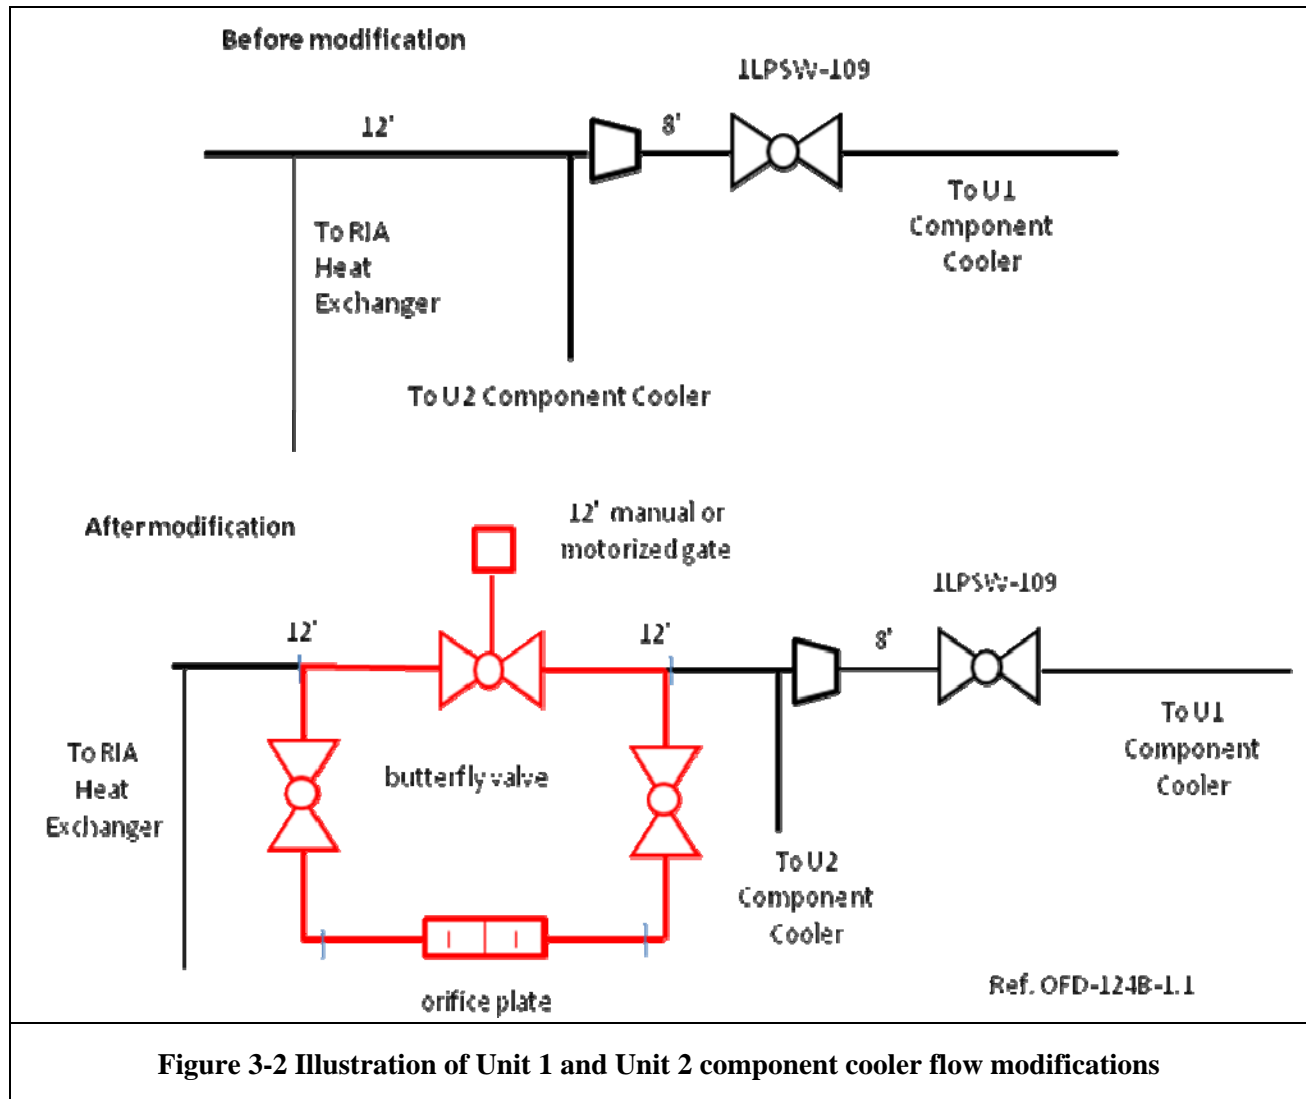 Before modification
1LPSW-109
12'
8'
To RIA
Heat
Exchanger
To U1
Component
Cooler
To U2 Component Cooler
After modification
12' manual or
motorized gate
1LPSW-109
12'
12'
8'
To RIA
Heat
Exchanger
butterfly valve
To U1
Component
Cooler
To U2
Component
Cooler
orifice plate
Ref. OFD-124B-1.1
Figure 3-2 Illustration of Unit 1 and Unit 2 component cooler flow modifications